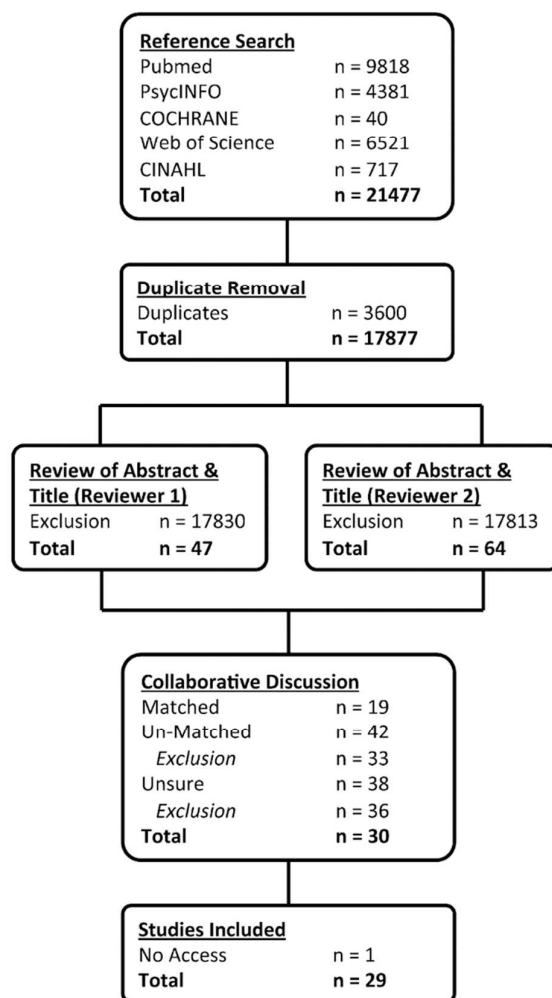 Reference Search
Pubmed n = 9818
PsycINFO n = 4381
COCHRANE n = 40
Web of Science n = 6521
CINAHL n = 717
Total n = 21477
Duplicate Removal
Duplicates n = 3600
Total n = 17877
Review of Abstract &
Title (Reviewer 1)
Exclusion n = 17830
Total n = 47
Review of Abstract &
Title (Reviewer 2)
Exclusion n = 17813
Total n = 64
Collaborative Discussion
Matched n = 19
Un-Matched n = 42
Exclusion n = 33
Unsure n = 38
Exclusion n = 36
Total n = 30
Studies Included
No Access n = 1
Total n = 29